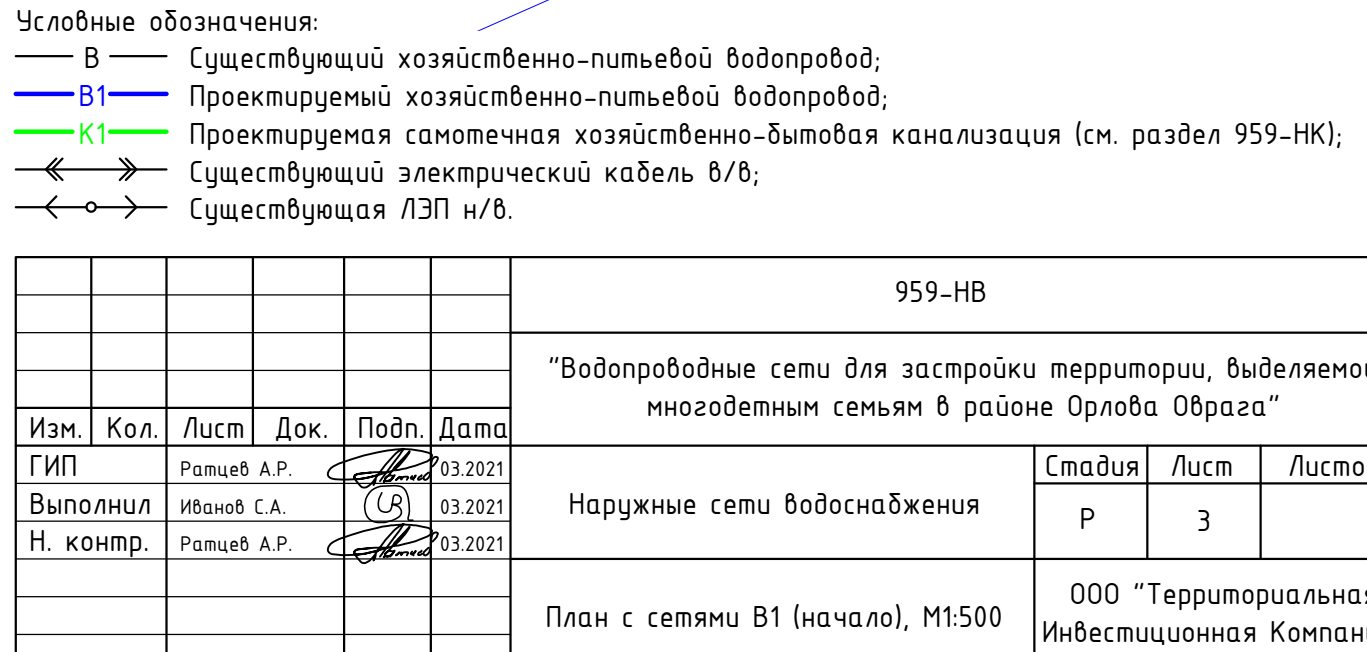 Условные обозначения:
В Существующий хозяйственно-питьевой водопровод;
В1 Проектируемый хозяйственно-питьевой водопровод;
К1 Проектируемая самотечная хозяйственно-бытовая канализация (см. раздел 959-НК);
Существующий электрический кабель в/в;
Существующая ЛЭП н/в.
959-НВ
"Водопроводные сети для застройки территории, выделяемой
многодетным семьям в районе Орлова Оврага"
Изм. Кол. Лист Док. Подп. Дата
ГИП Ратцев А.Р. 03.2021
Выполнил Иванов С.А. 03.2021
Н. контр. Ратцев А.Р. 03.2021
Наружные сети водоснабжения
Стадия Лист Листо
Р 3
План с сетями В1 (начало), М1:500
ООО "Территориальная
Инвестиционная Компани